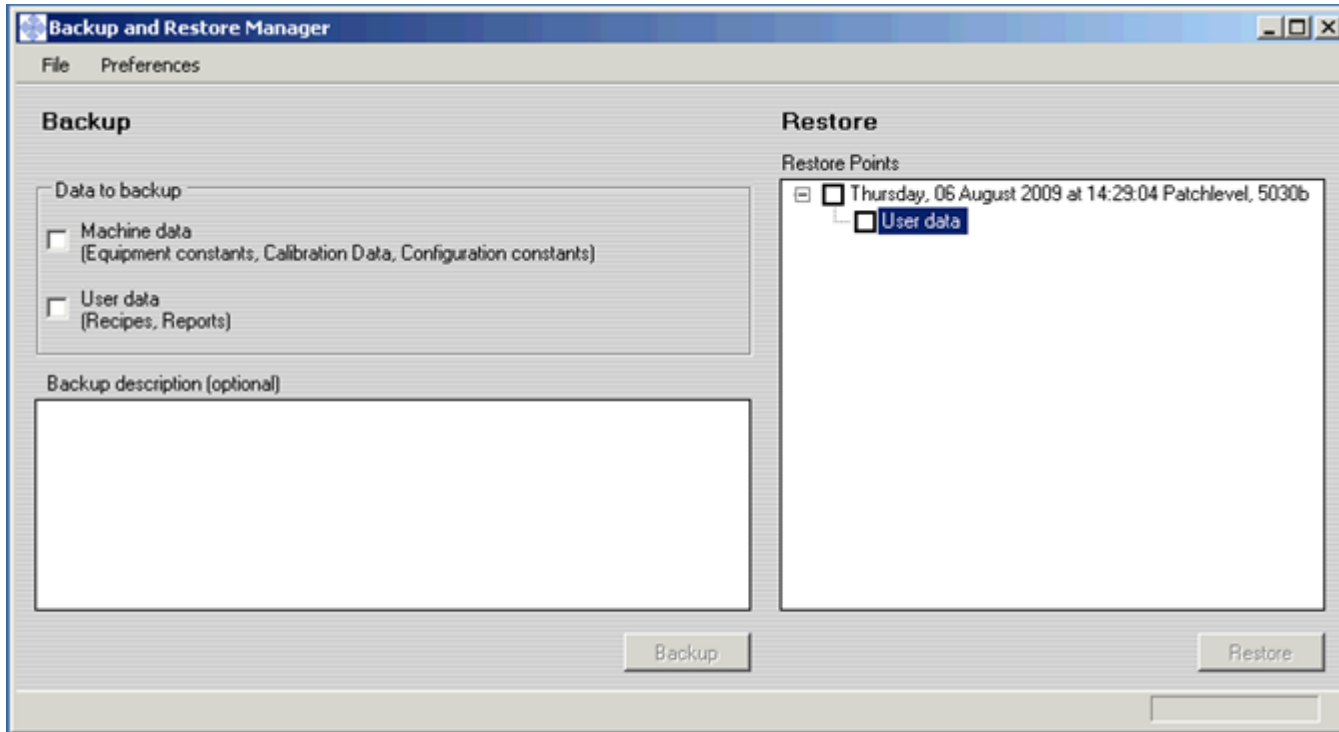 Backup and Restore Manager
File Preferences
Backup
Data to backup
Machine data
(Equipment constants, Calibration Data, Configuration constants)
User data
(Recipes, Reports)
Backup description (optional)
Backup
Restore
Restore Points
Thursday, 06 August 2009 at 14:29:04 Patchlevel, 5030b
User data
Restore